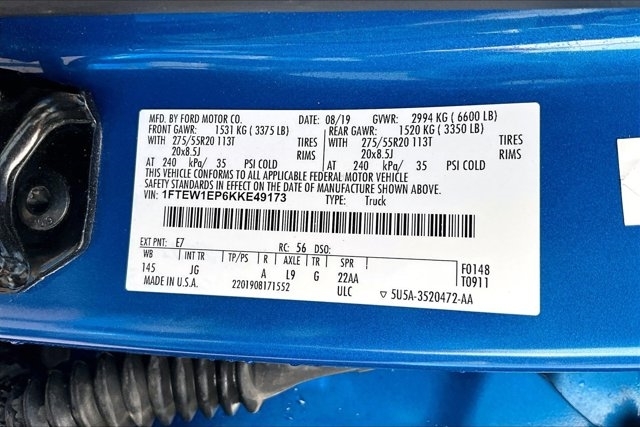 MFD. BY FORD MOTOR CO. DATE: 08/19 GVWR: 2994 KG ( 6600 LB)
FRONT GAWR: 1531 KG ( 3375 LB) REAR GAWR: 1520 KG ( 3350 LB)
WITH 275/55R20 113T TIRES WITH 275/55R20 113T TIRES
20x8.5J RIMS 20x8.5J RIMS
AT 240 kPa/ 35 PSI COLD AT 240 kPa/ 35 PSI COLD
THIS VEHICLE CONFORMS TO ALL APPLICABLE FEDERAL MOTOR VEHICLE
SAFETY STANDARDS IN EFFECT ON THE DATE OF MANUFACTURE SHOWN ABOVE.
VIN: 1FTEW1EP6KKE49173 TYPE: Truck
EXT PNT: E7 RC: 56 DSO:
WB INT TR TP/PS R AXLE TR SPR F0148
145 JG A L9 G 22AA T0911
MADE IN U.S.A. 2201908171552 ULC ▽ 5U5A-3520472-AA